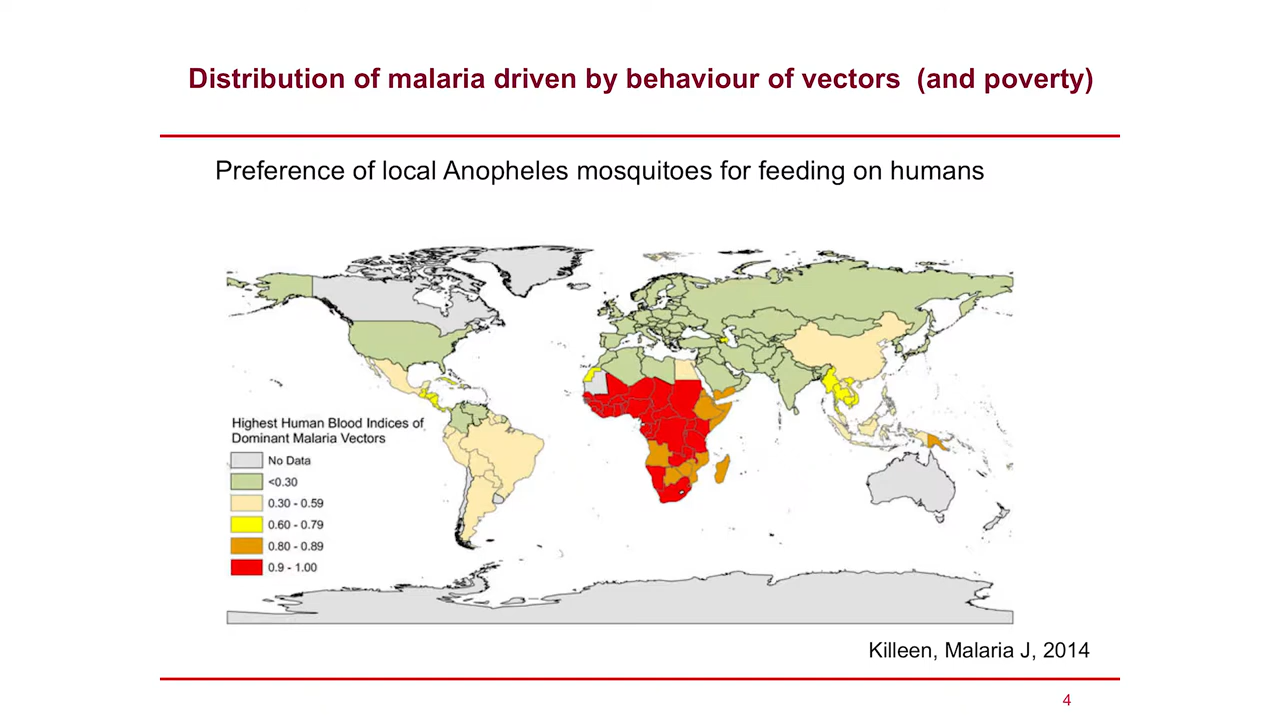 Distribution of malaria driven by behaviour of vectors  (and poverty)
Preference of local Anopheles mosquitoes for feeding on humans
Highest Human Blood Indices of
Dominant Malaria Vectors
No Data
<0.30
0.30 - 0.59
0.60 - 0.79
0.80 - 0.89
0.9 - 1.00
Killeen, Malaria J, 2014
4